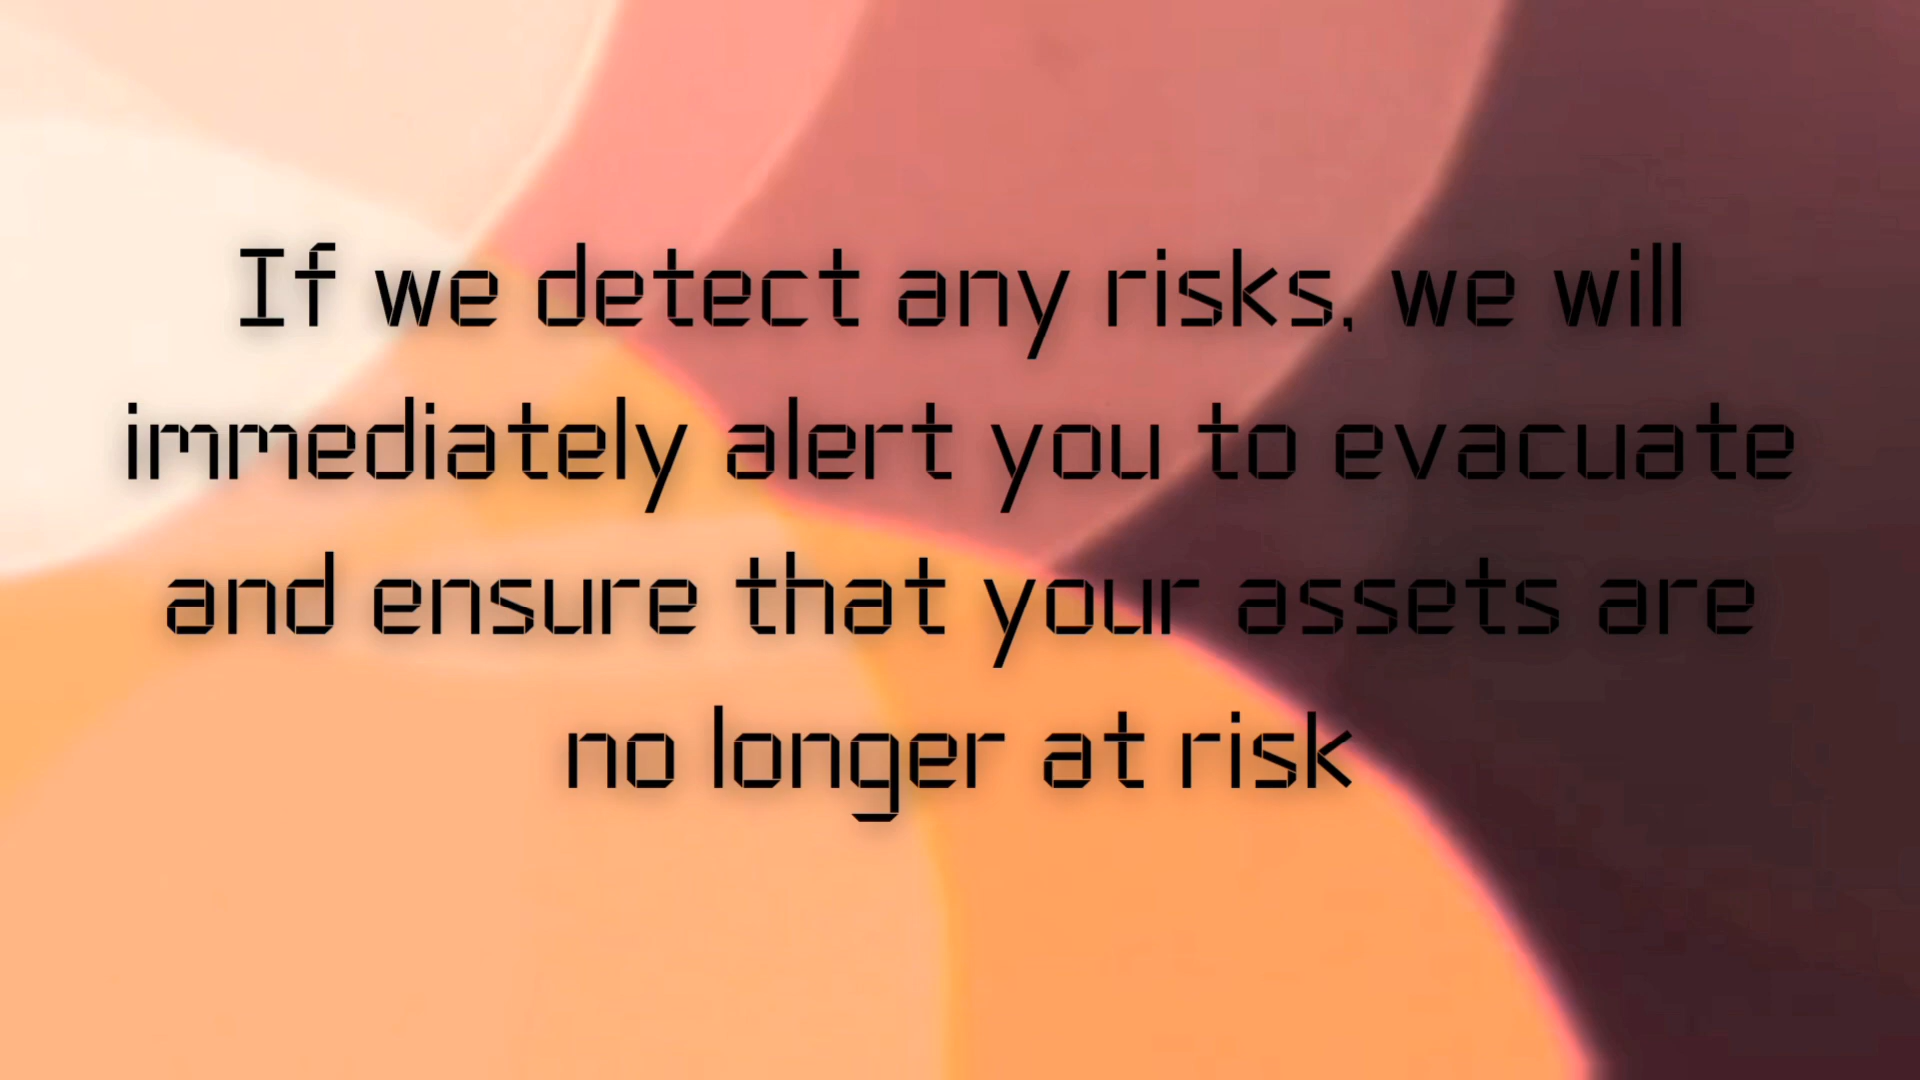 If we detect any risks, we will
immediately alert you to evacuate
and ensure that your assets are
no longer at risk